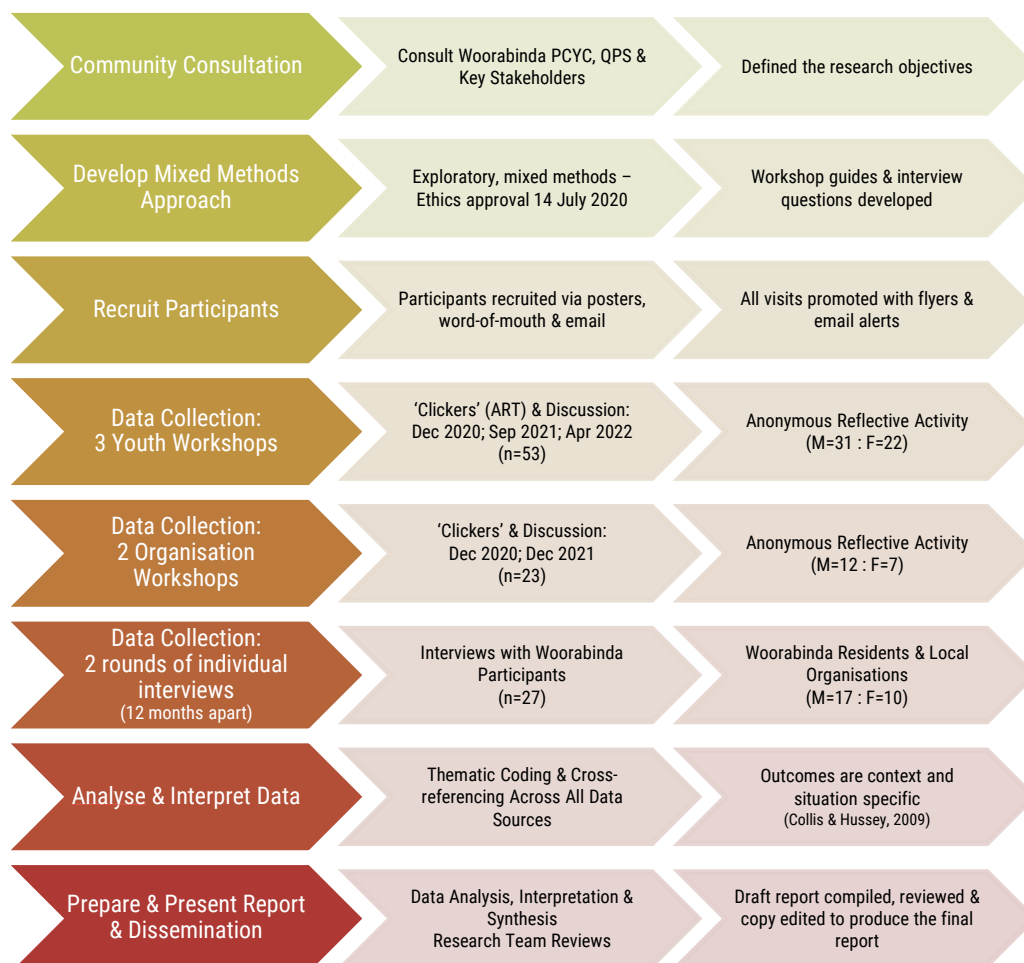 Community Consultation
Consult Woorabinda PCYC, QPS &
Key Stakeholders
Defined the research objectives
Develop Mixed Methods
Approach
Exploratory, mixed methods –
Ethics approval 14 July 2020
Workshop guides & interview
questions developed
Recruit Participants
Participants recruited via posters,
word-of-mouth & email
All visits promoted with flyers &
email alerts
Data Collection:
3 Youth Workshops
‘Clickers’ (ART) & Discussion:
Dec 2020; Sep 2021; Apr 2022
(n=53)
Anonymous Reflective Activity
(M=31 : F=22)
Data Collection:
2 Organisation
Workshops
‘Clickers’ & Discussion:
Dec 2020; Dec 2021
(n=23)
Anonymous Reflective Activity
(M=12 : F=7)
Data Collection:
2 rounds of individual
interviews
(12 months apart)
Interviews with Woorabinda
Participants
(n=27)
Woorabinda Residents & Local
Organisations
(M=17 : F=10)
Analyse & Interpret Data
Thematic Coding & Cross-
referencing Across All Data
Sources
Outcomes are context and
situation specific
(Collis & Hussey, 2009)
Prepare & Present Report
& Dissemination
Data Analysis, Interpretation &
Synthesis
Research Team Reviews
Draft report compiled, reviewed &
copy edited to produce the final
report